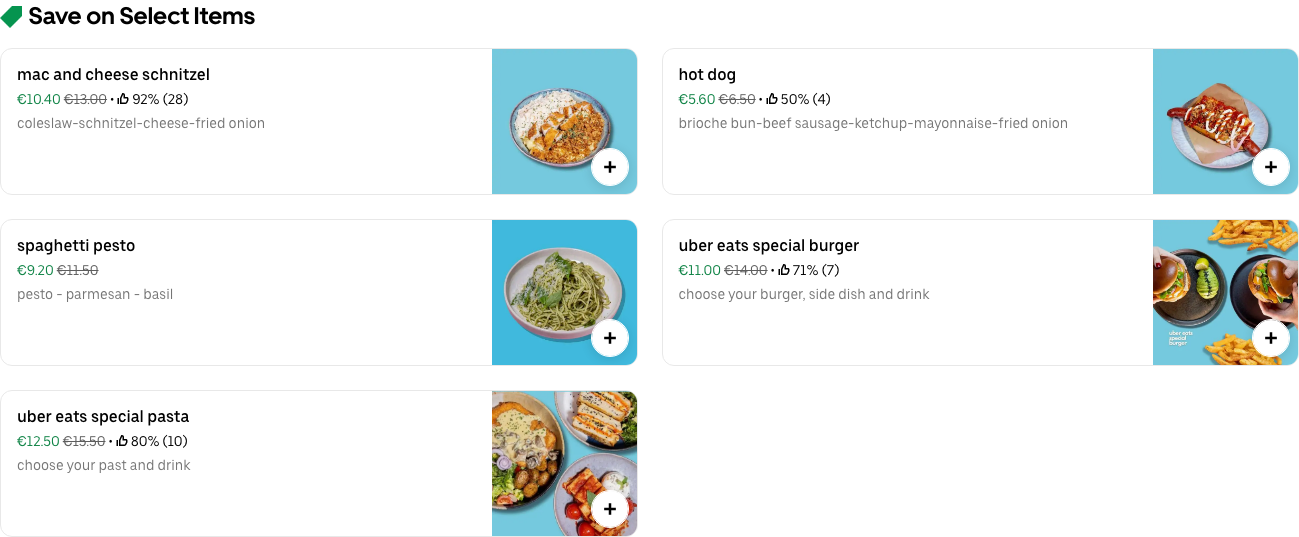 Save on Select Items
mac and cheese schnitzel
€10.40 €13.00 • 92% (28)
coleslaw-schnitzel-cheese-fried onion
hot dog
€5.60 €6.50 • 50% (4)
brioche bun-beef sausage-ketchup-mayonnaise-fried onion
spaghetti pesto
€9.20 €11.50
pesto - parmesan - basil
uber eats special burger
€11.00 €14.00 • 71% (7)
choose your burger, side dish and drink
uber eats
special
burger
uber eats special pasta
€12.50 €15.50 • 80% (10)
choose your past and drink